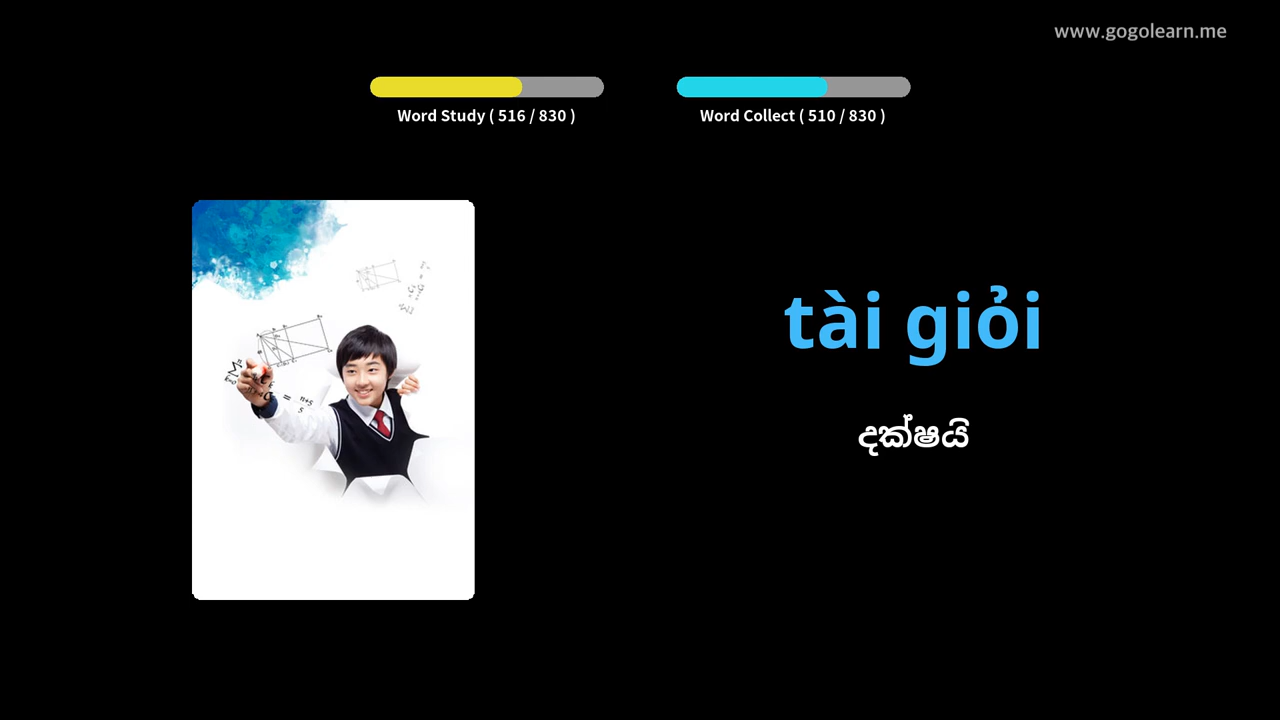 www.gogolearn.me
Word Study ( 516 / 830 )
Word Collect ( 510 / 830 )
tài giỏi
දක්ෂයි